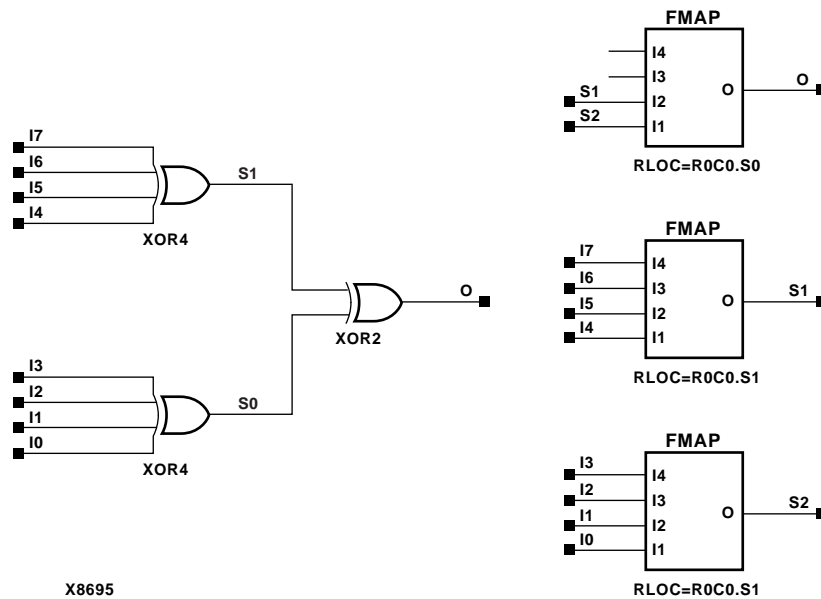 I7
I6
I5
I4
XOR4
S1
I3
I2
I1
I0
XOR4
S0
XOR2
O
X8695
FMAP
I4
I3
S1 I2
S2 I1
O O
RLOC=R0C0.S0
FMAP
I7 I4
I6 I3
I5 I2
I4 I1
O S1
RLOC=R0C0.S1
FMAP
I3 I4
I2 I3
I1 I2
I0 I1
O S2
RLOC=R0C0.S1